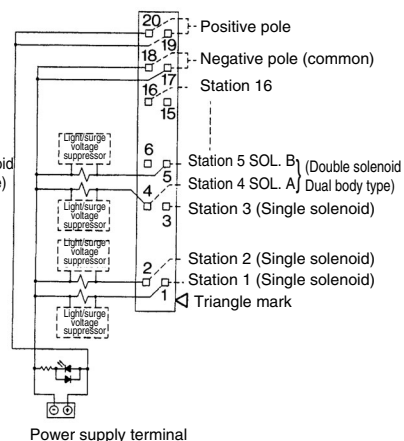 20
Positive pole
19
18
Negative pole (common)
17
16
Station 16
15
Light/surge
voltage
suppressor
6
Station 5 SOL. B
(Double solenoid
5
4
Station 4 SOL. A
Dual body type)
Light/surge
voltage
suppressor
3
Station 3 (Single solenoid)
Light/surge
voltage
suppressor
2
Station 2 (Single solenoid)
Station 1 (Single solenoid)
1
Triangle mark
Light/surge
voltage
suppressor
Power supply terminal